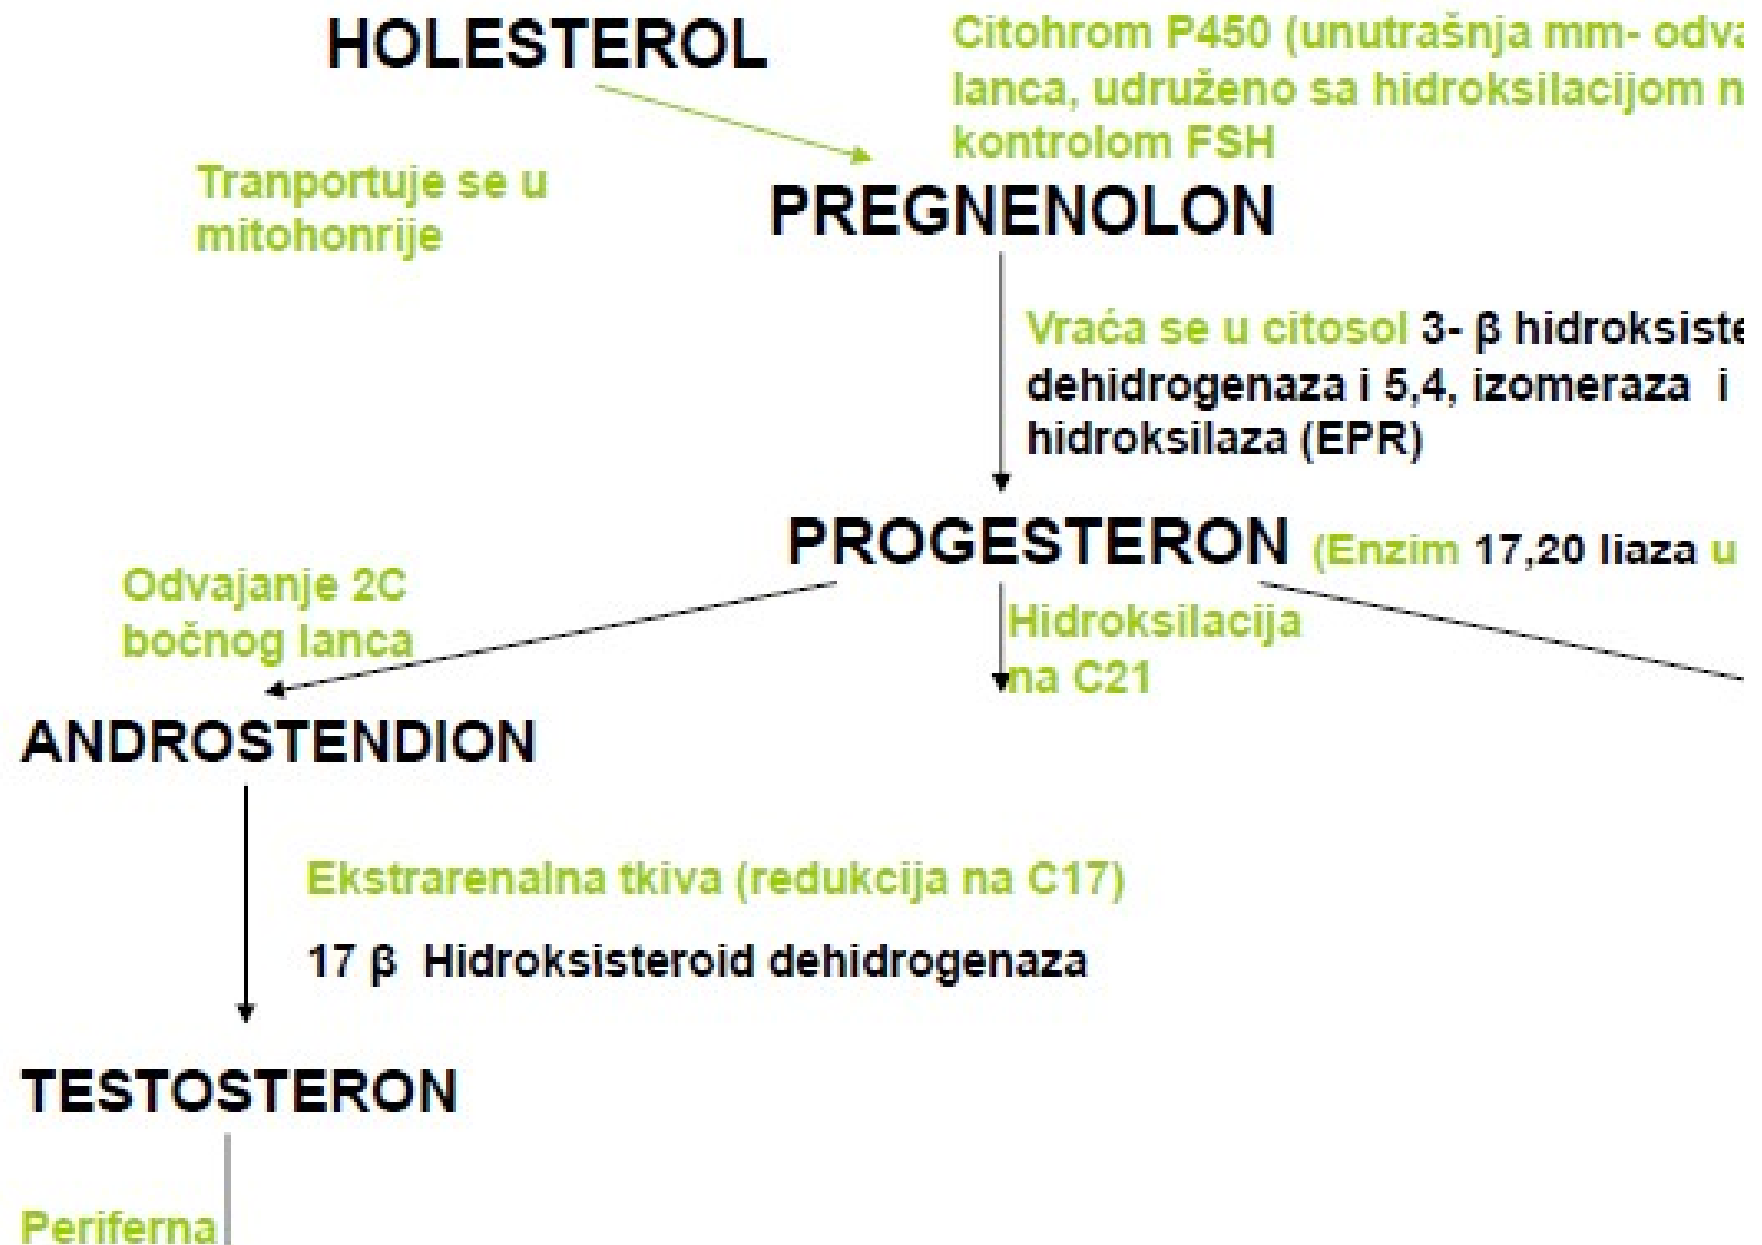 HOLESTEROL
Citohrom P450 (unutrašnja mm- odva
lanca, udruženo sa hidroksilacijom n
kontrolom FSH
Tranportuje se u
mitohonrije
PREGNENOLON
Vraća se u citosol 3- β hidroksiste
dehidrogenaza i 5,4, izomeraza i
hidroksilaza (EPR)
PROGESTERON (Enzim 17,20 liaza u
Odvajanje 2C
bočnog lanca
Hidroksilacija
na C21
ANDROSTENDION
Ekstrarenalna tkiva (redukcija na C17)
17 β Hidroksisteroid dehidrogenaza
TESTOSTERON
Periferna